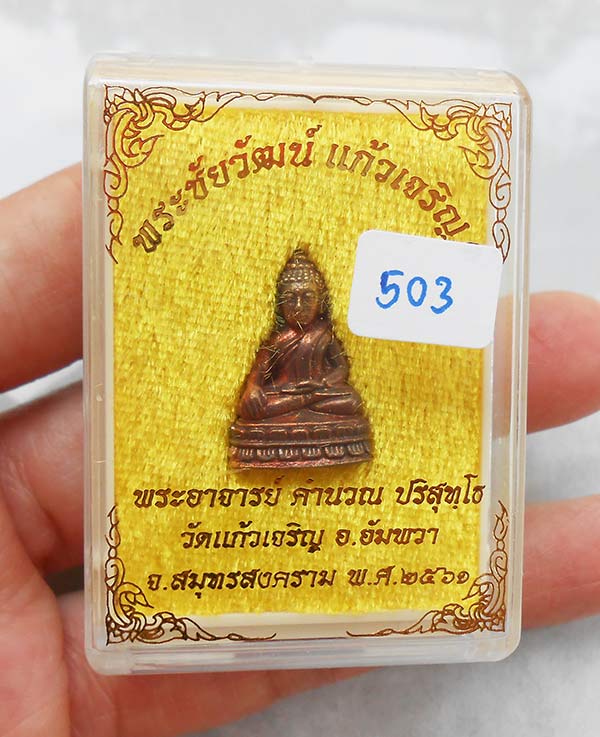 พระชัยวัฒน์ แก้วเจริญ
503
พระอาจารย์ คำนวณ ปริสุทฺโธ
วัดแก้วเจริญ อ.อัมพวา
จ.สมุทรสงคราม พ.ศ.๒๕๖๑